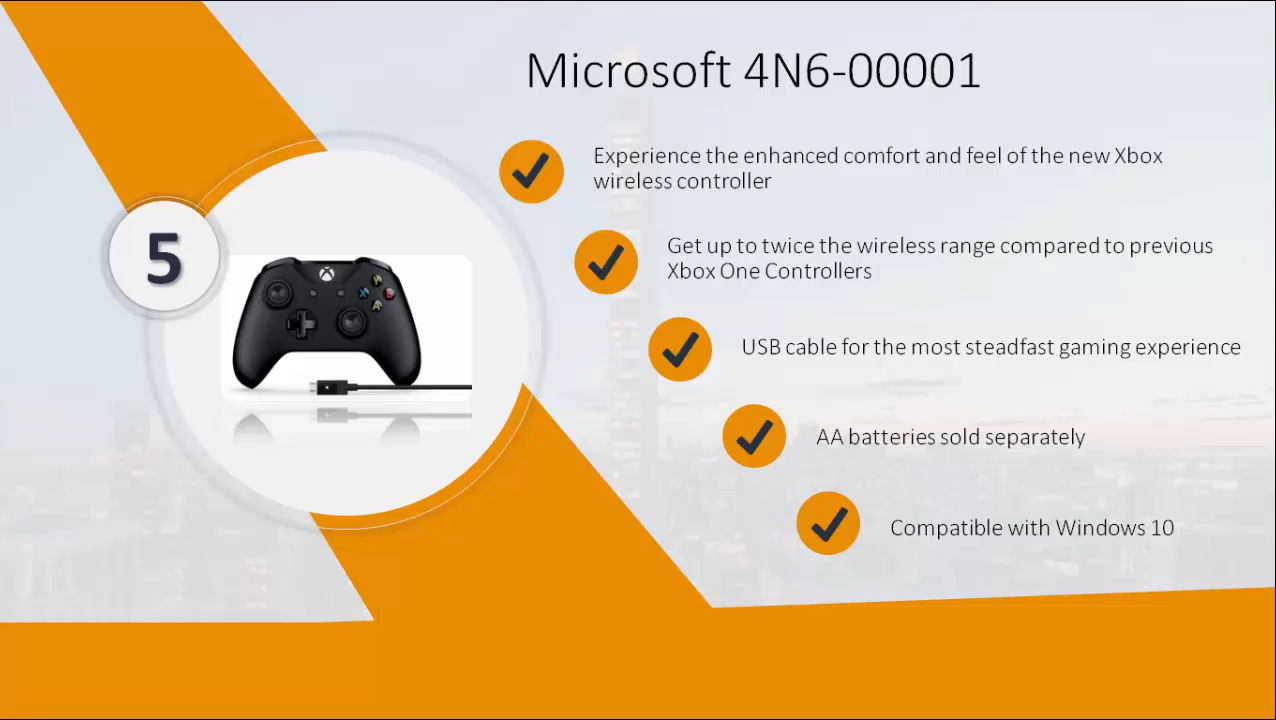 Microsoft 4N6-00001
Experience the enhanced comfort and feel of the new Xbox
wireless controller
5
Get up to twice the wireless range compared to previous
Xbox One Controllers
USB cable for the most steadfast gaming experience
AA batteries sold separately
Compatible with Windows 10